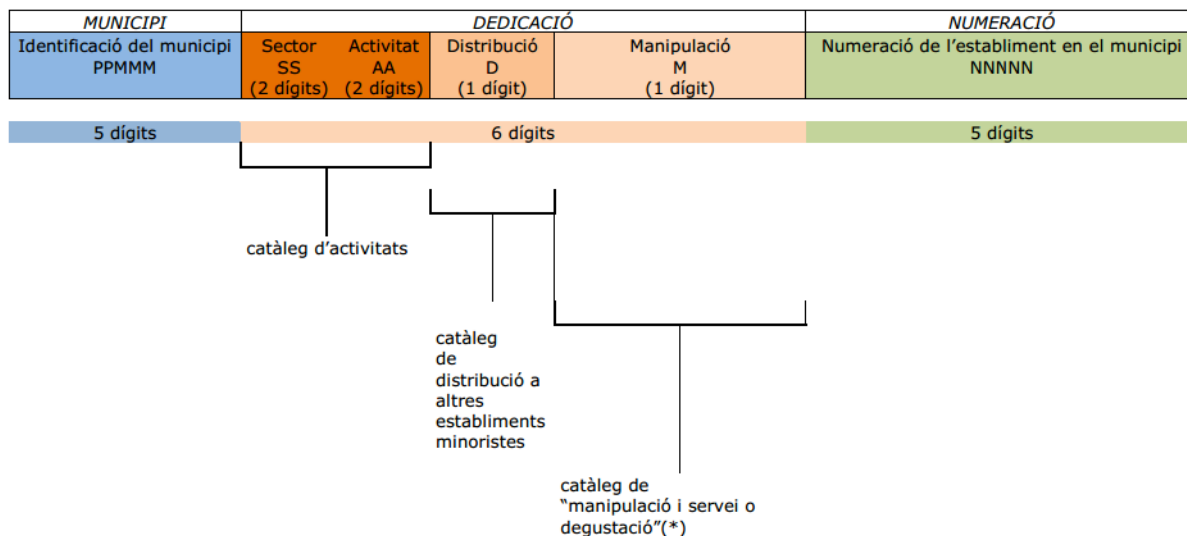 MUNICIPI DEDICACIÓ NUMERACIÓ
Identificació del municipi Sector Activitat Distribució Manipulació Numeració de l'establiment en el municipi
PPMMM SS AA D M NNNNN
(2 dígits) (2 dígits) (1 dígit) (1 dígit)
5 dígits 6 dígits 5 dígits
catàleg d'activitats
catàleg
de
distribució a
altres
establiments
minoristes
catàleg de
"manipulació i servei o
degustació"(*)